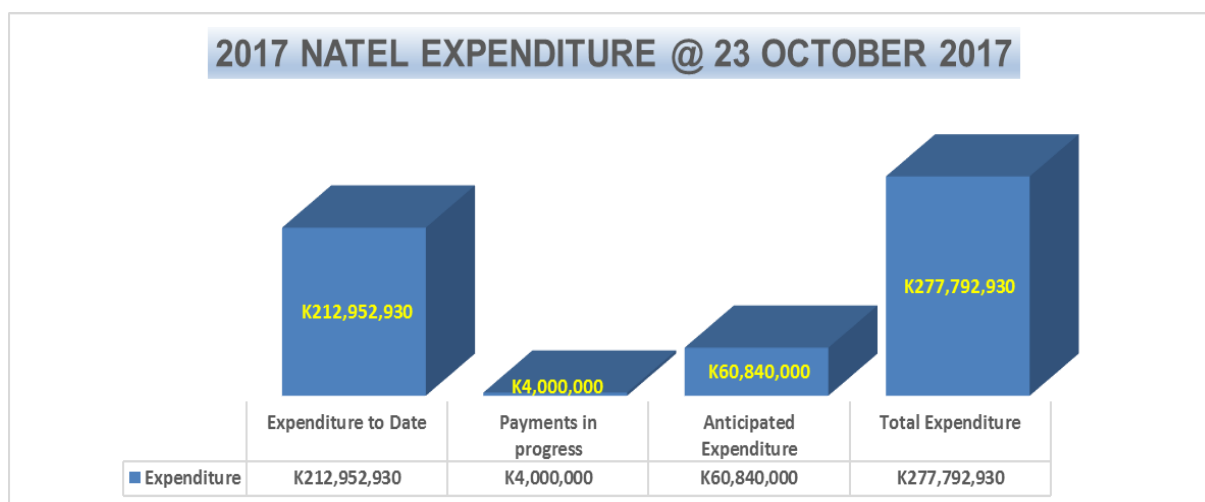 2017 NATEL EXPENDITURE @ 23 OCTOBER 2017
K212,952,930
K4,000,000
K60,840,000
K277,792,930
Expenditure to Date
Payments in
progress
Anticipated
Expenditure
Total Expenditure
Expenditure K212,952,930 K4,000,000 K60,840,000 K277,792,930